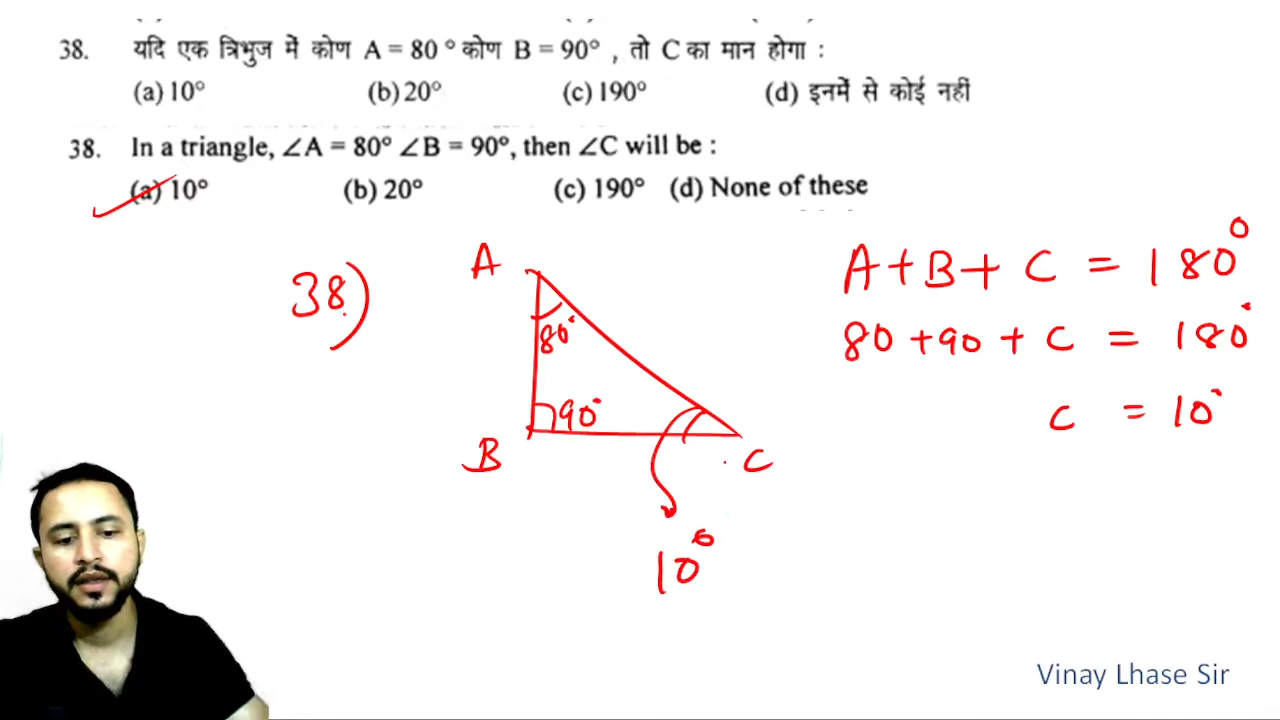 38. यदि एक त्रिभुज में कोण A = 80 ° कोण B = 90° , तो C का मान होगा :
(a) 10° (b) 20° (c) 190° (d) इनमें से कोई नहीं
38. In a triangle, ∠A = 80° ∠B = 90°, then ∠C will be :
(a) 10° (b) 20° (c) 190° (d) None of these
38.)
A
80°
90°
B
C
10°
A + B + C = 180°
80 + 90 + C = 180°
C = 10°
Vinay Lhase Sir